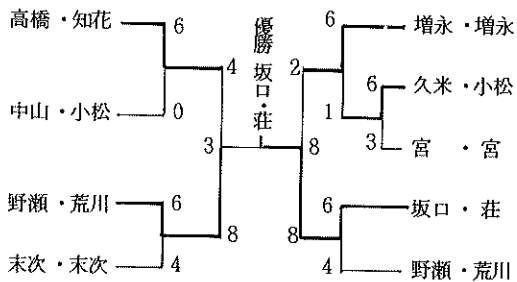 高橋・知花
6
4
中山・小松
0
野瀬・荒川
6
8
末次・末次
4
3
優勝 坂口・荘
8
2
増永・増永
6
1
久米・小松
6
宮 ・宮
3
坂口・荘
6
8
野瀬・荒川
4